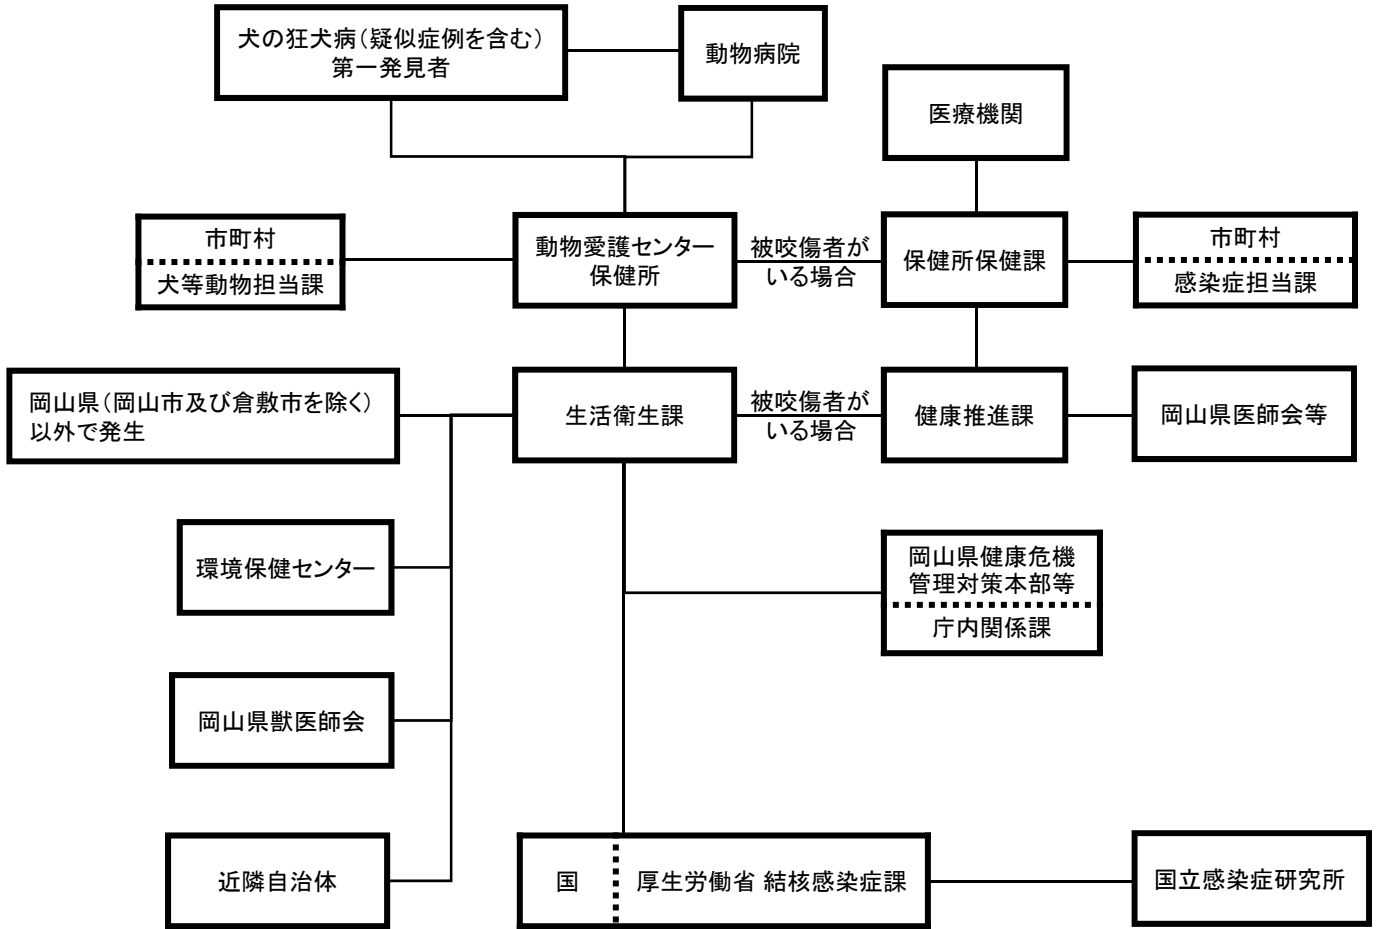 犬の狂犬病（疑似症例を含む）
第一発見者
動物病院
医療機関
市町村
犬等動物担当課
動物愛護センター
保健所
被咬傷者が
いる場合
保健所保健課
市町村
感染症担当課
岡山県（岡山市及び倉敷市を除く）
以外で発生
生活衛生課
被咬傷者が
いる場合
健康推進課
岡山県医師会等
環境保健センター
岡山県健康危機
管理対策本部等
庁内関係課
岡山県獣医師会
近隣自治体
国
厚生労働省 結核感染症課
国立感染症研究所